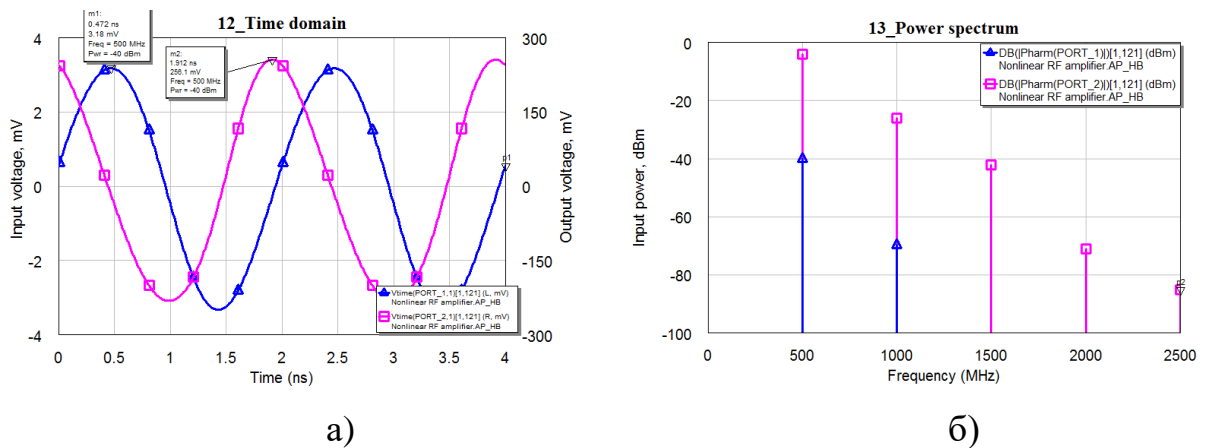 12_Time domain
m1:
0.472 ns
3.18 mV
Freq = 500 MHz
Pwr = -40 dBm
m2:
1.912 ns
256.1 mV
Freq = 500 MHz
Pwr = -40 dBm
4
2
0
-2
-4
Input voltage, mV
300
150
0
-150
-300
Output voltage, mV
0
0.5
1
1.5
2
2.5
3
3.5
4
Time (ns)
Vtime(PORT_1,1)[1,121] (L, mV)
Nonlinear RF amplifier.AP_HB
Vtime(PORT_2,1)[1,121] (R, mV)
Nonlinear RF amplifier.AP_HB
а)
13_Power spectrum
DB(|Pharm(PORT_1)|)[1,121] (dBm)
Nonlinear RF amplifier.AP_HB
DB(|Pharm(PORT_2)|)[1,121] (dBm)
Nonlinear RF amplifier.AP_HB
0
-20
-40
-60
-80
-100
Input power, dBm
0
500
1000
1500
2000
2500
Frequency (MHz)
б)